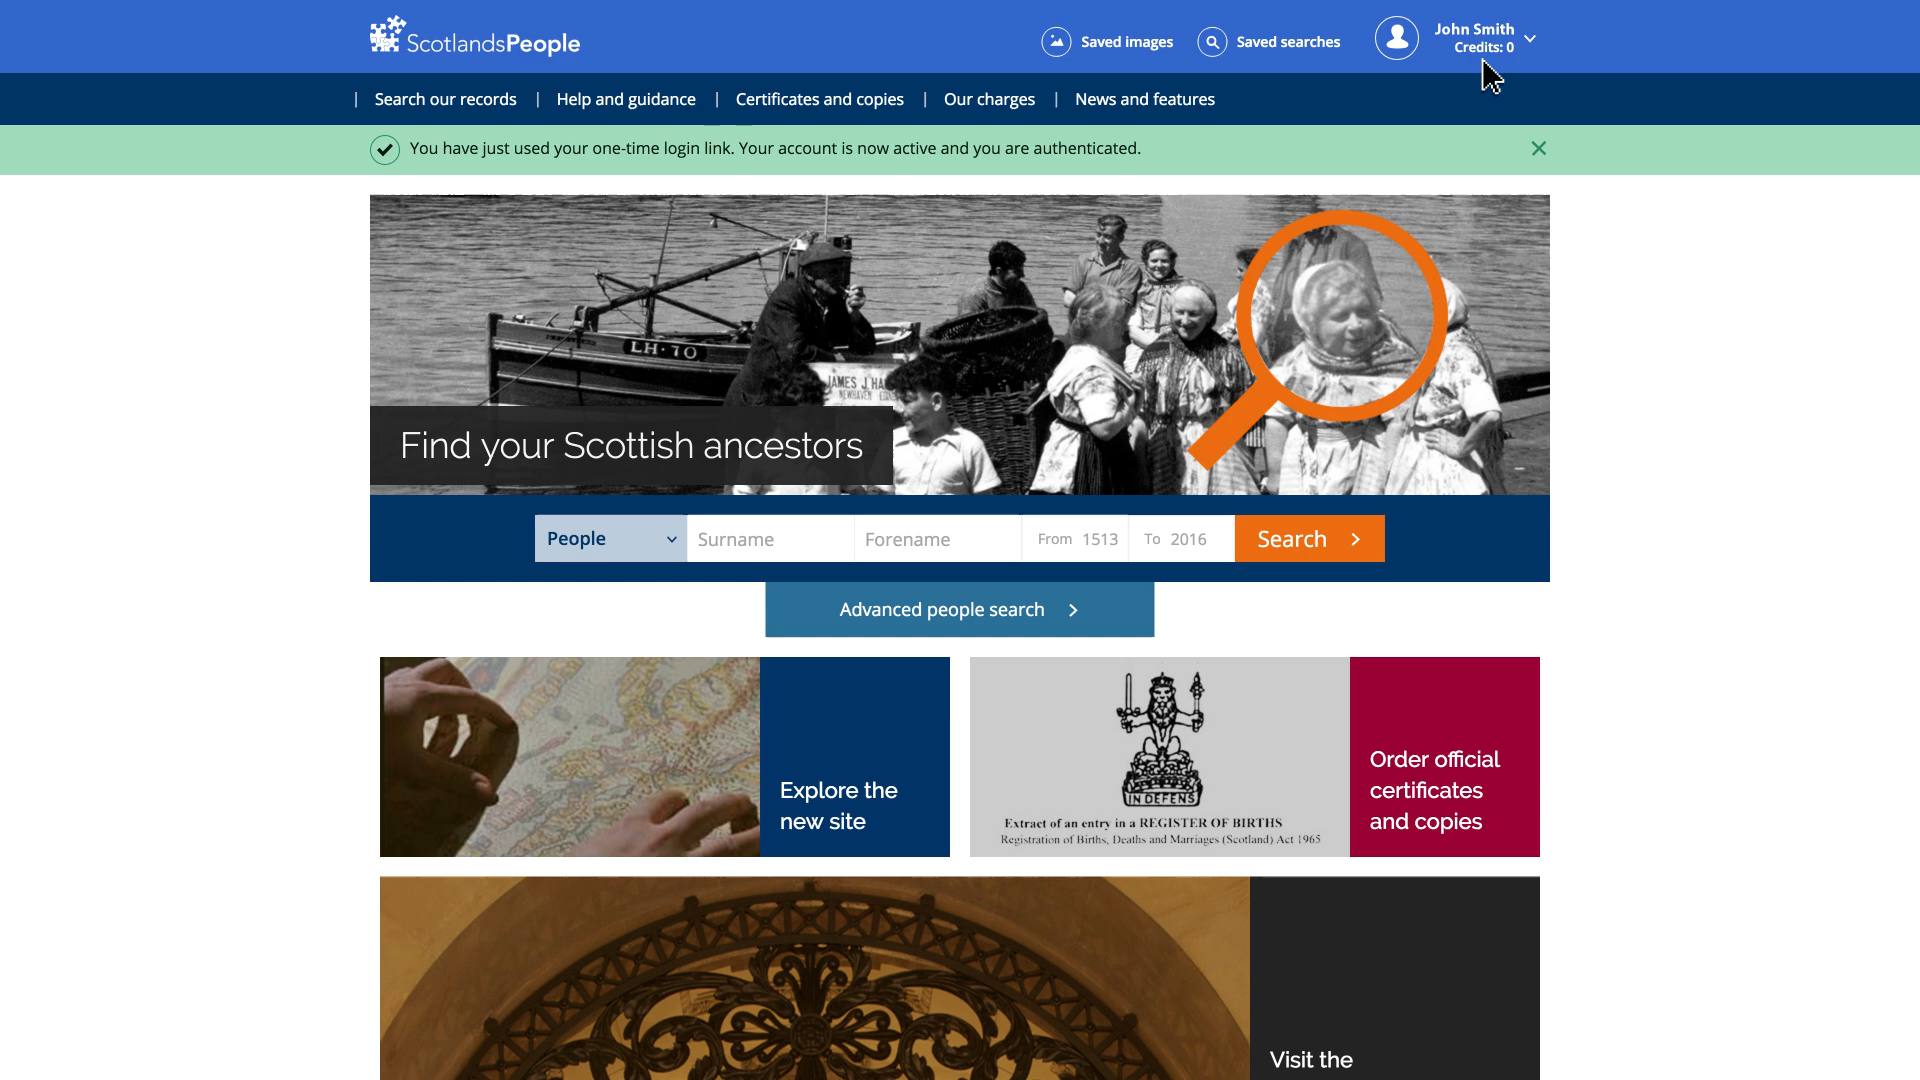 ScotlandsPeople
Saved images
Saved searches
John Smith
Credits: 0
Search our records
Help and guidance
Certificates and copies
Our charges
News and features
You have just used your one-time login link. Your account is now active and you are authenticated.
LH·70
JAMES J. HA
NEWHAVEN EDIN
Find your Scottish ancestors
People
Surname
Forename
From 1513
To 2016
Search
Advanced people search
Explore the
new site
IN DEFENS
Extract of an entry in a REGISTER OF BIRTHS
Registration of Births, Deaths and Marriages (Scotland) Act 1965
Order official
certificates
and copies
Visit the